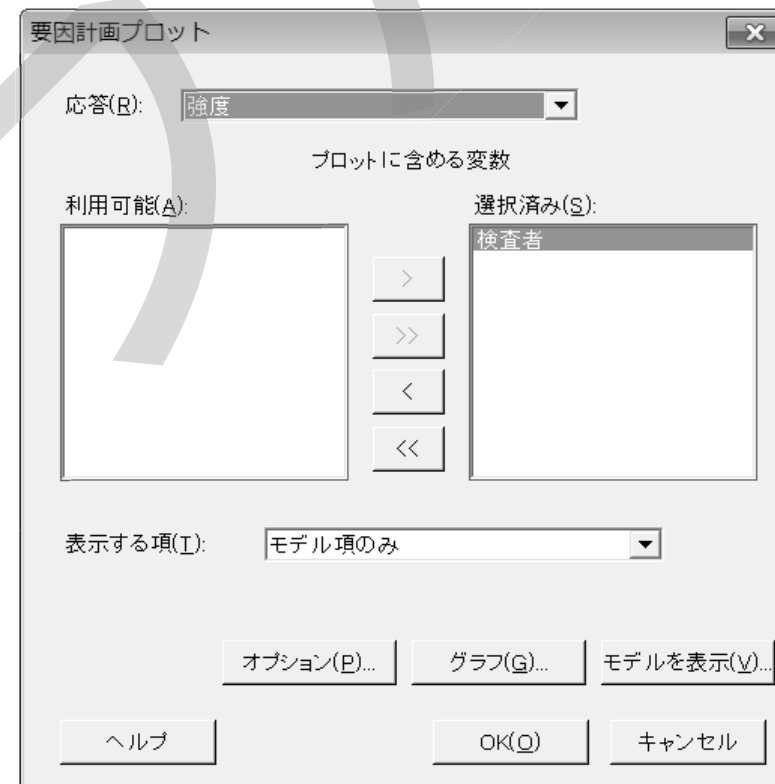 要因計画プロット
応答(R): 強度
プロットに含める変数
利用可能(A): 選択済み(S):
検査者
>
>>
<
<<
表示する項(T): モデル項のみ
オプション(P)... グラフ(G)... モデルを表示(V)...
ヘルプ OK(O) キャンセル